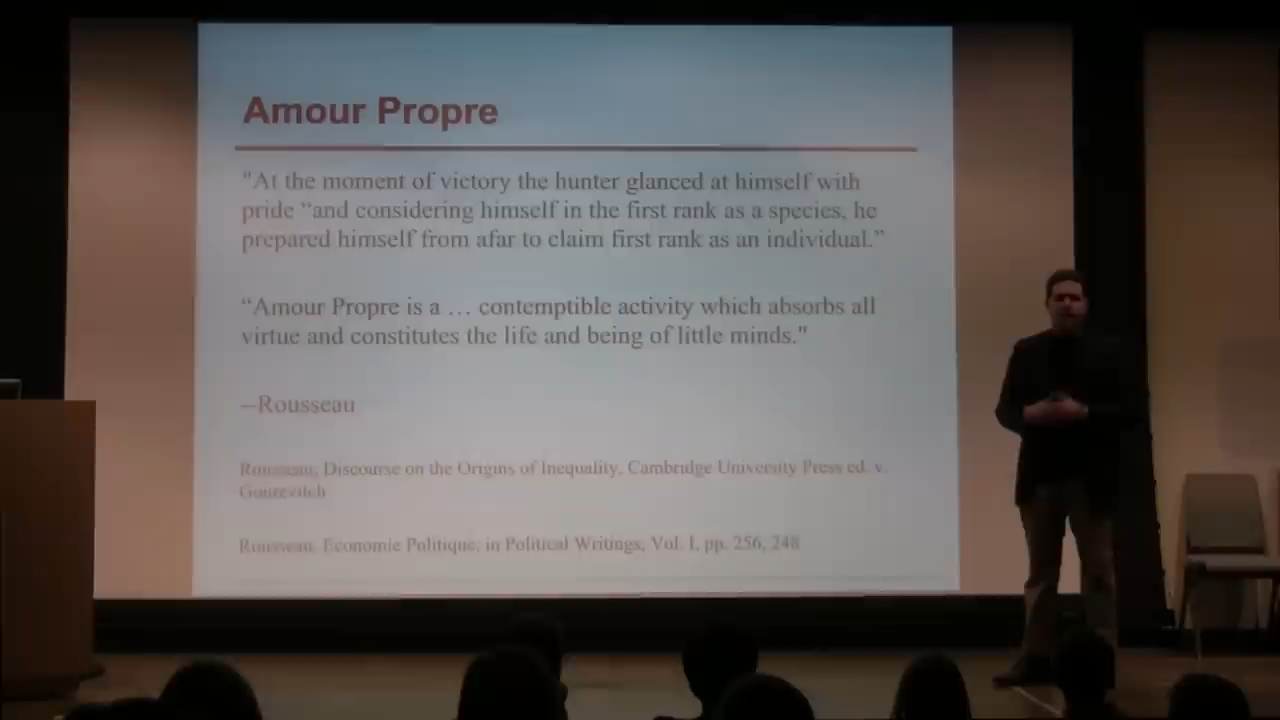 Amour Propre
"At the moment of victory the hunter glanced at himself with
pride “and considering himself in the first rank as a species, he
prepared himself from afar to claim first rank as an individual.”
“Amour Propre is a … contemptible activity which absorbs all
virtue and constitutes the life and being of little minds."
–Rousseau
Rousseau, Discourse on the Origins of Inequality, Cambridge University Press ed. v.
Gourevitch
Rousseau, Economie Politique, in Political Writings, Vol. I, pp. 256, 248